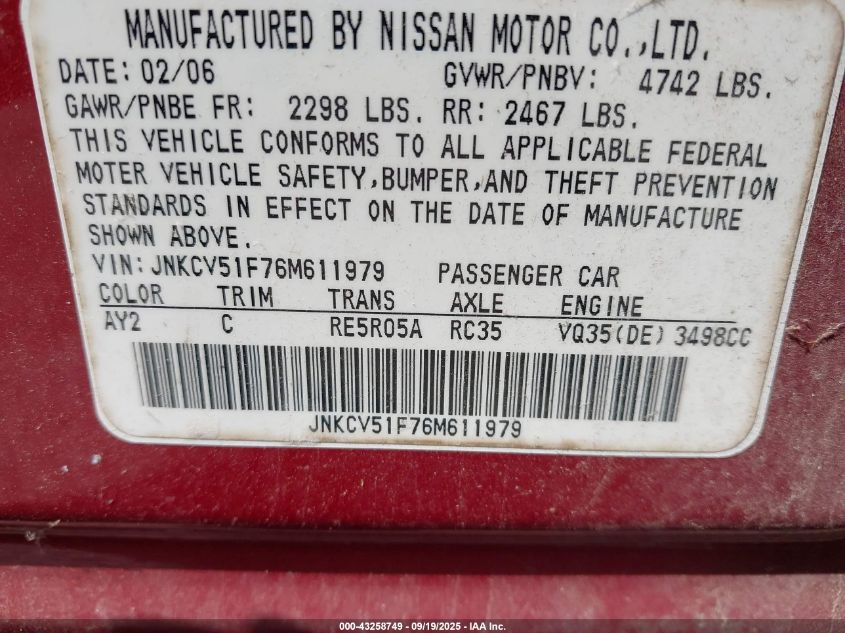 MANUFACTURED BY NISSAN MOTOR CO.,LTD.
DATE: 02/06 GVWR/PNBV: 4742 LBS.
GAWR/PNBE FR: 2298 LBS. RR: 2467 LBS.
THIS VEHICLE CONFORMS TO ALL APPLICABLE FEDERAL
MOTER VEHICLE SAFETY,BUMPER,AND THEFT PREVENTION
STANDARDS IN EFFECT ON THE DATE OF MANUFACTURE
SHOWN ABOVE.
VIN: JNKCV51F76M611979 PASSENGER CAR
COLOR TRIM TRANS AXLE ENGINE
AY2 C RE5R05A RC35 VQ35(DE) 3498CC
JNKCV51F76M611979
000-43258749 - 09/19/2025 - IAA Inc.